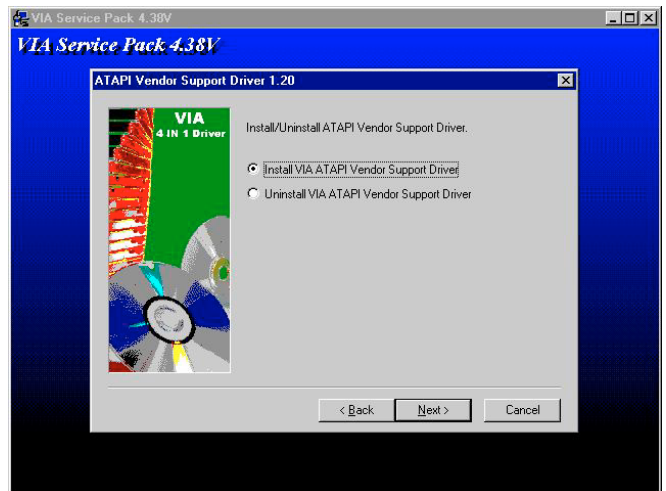 VIA Service Pack 4.38V
VIA Service Pack 4.38V
ATAPI Vendor Support Driver 1.20
VIA
4 IN 1 Driver
Install/Uninstall ATAPI Vendor Support Driver.
Install VIA ATAPI Vendor Support Driver
Uninstall VIA ATAPI Vendor Support Driver
< Back Next > Cancel